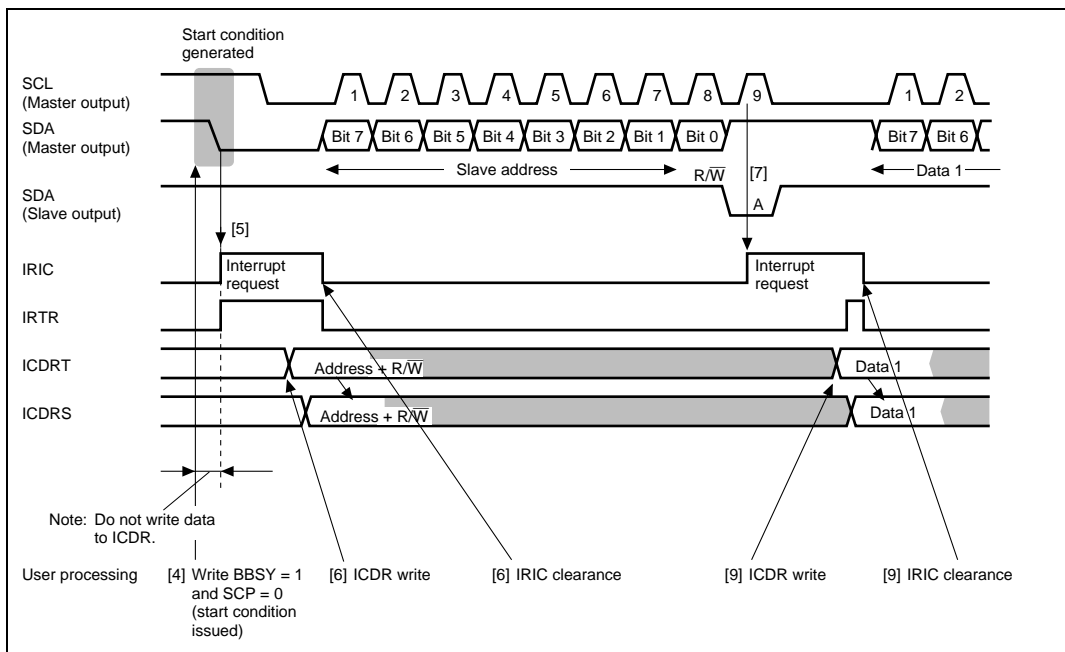 Start condition
generated
SCL
(Master output)
1 2 3 4 5 6 7 8 9 1 2
SDA
(Master output)
Bit 7 Bit 6 Bit 5 Bit 4 Bit 3 Bit 2 Bit 1 Bit 0 Bit 7 Bit 6
Slave address R/W̅ [7] Data 1
SDA
(Slave output)
A
[5]
IRIC
Interrupt
request
Interrupt
request
IRTR
ICDRT
Address + R/W̅ Data 1
ICDRS
Address + R/W̅ Data 1
Note: Do not write data
to ICDR.
User processing
[4] Write BBSY = 1
and SCP = 0
(start condition
issued)
[6] ICDR write
[6] IRIC clearance
[9] ICDR write
[9] IRIC clearance